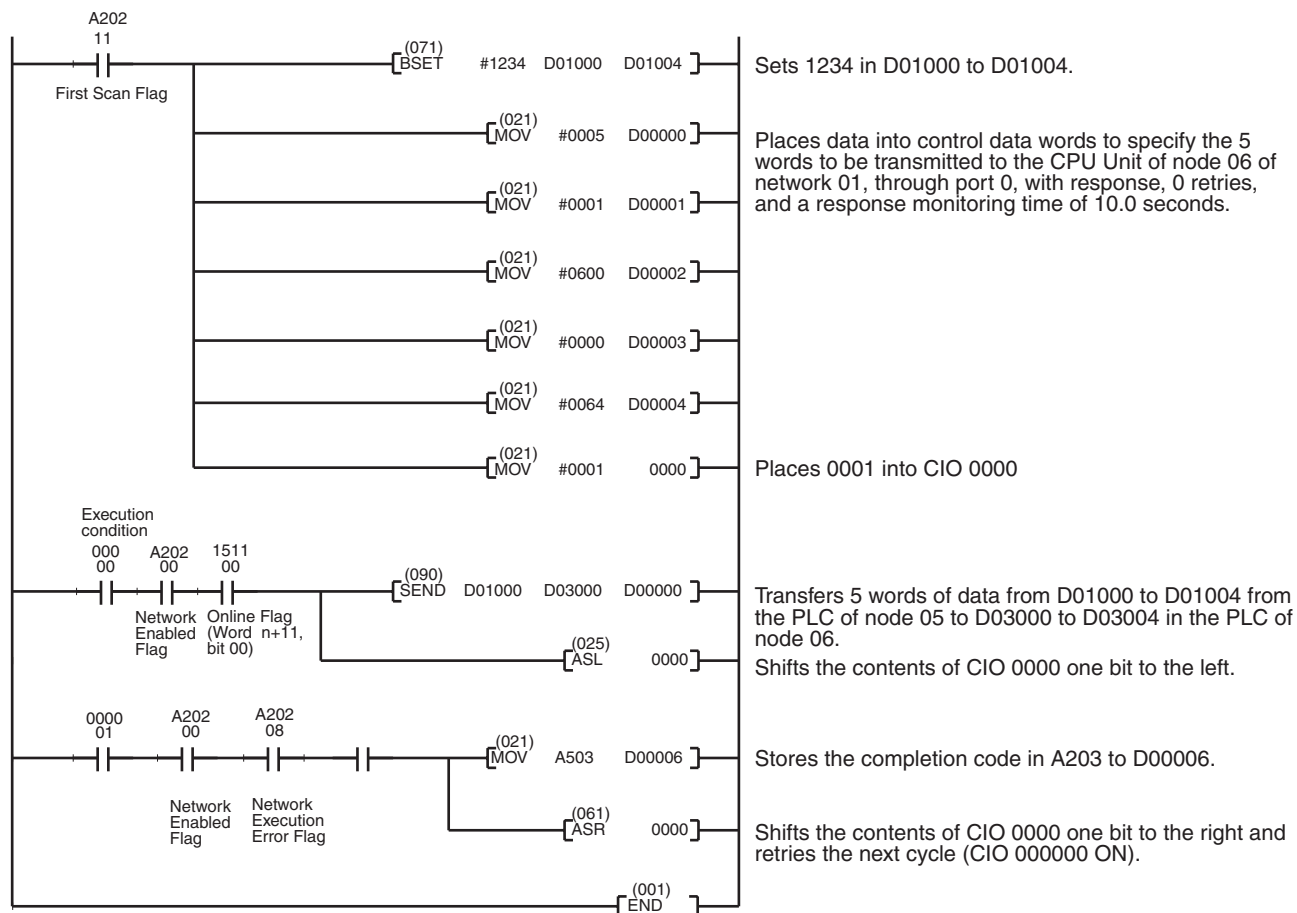 A202
11
First Scan Flag
(071)
BSET #1234 D01000 D01004
Sets 1234 in D01000 to D01004.
(021)
MOV #0005 D00000
Places data into control data words to specify the 5
words to be transmitted to the CPU Unit of node 06 of
network 01, through port 0, with response, 0 retries,
and a response monitoring time of 10.0 seconds.
(021)
MOV #0001 D00001
(021)
MOV #0600 D00002
(021)
MOV #0000 D00003
(021)
MOV #0064 D00004
(021)
MOV #0001 0000
Places 0001 into CIO 0000
Execution
condition
000 A202 1511
00 00 00
Network
Enabled
Flag
Online Flag
(Word n+11,
bit 00)
(090)
SEND D01000 D03000 D00000
Transfers 5 words of data from D01000 to D01004 from
the PLC of node 05 to D03000 to D03004 in the PLC of
node 06.
(025)
ASL 0000
Shifts the contents of CIO 0000 one bit to the left.
0000 A202 A202
01 00 08
Network
Enabled
Flag
Network
Execution
Error Flag
(021)
MOV A503 D00006
Stores the completion code in A203 to D00006.
(061)
ASR 0000
Shifts the contents of CIO 0000 one bit to the right and
retries the next cycle (CIO 000000 ON).
(001)
END